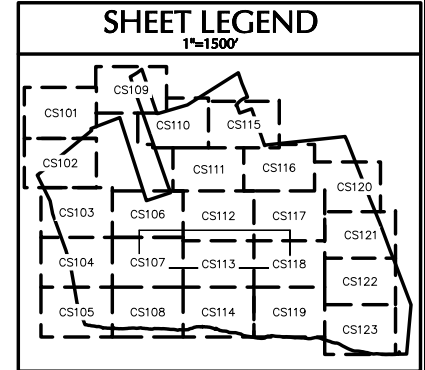 SHEET LEGEND
1"=1500'
CS109
CS101
CS110
CS115
CS102
CS111
CS116
CS120
CS103
CS106
CS112
CS117
CS121
CS104
CS107
CS113
CS118
CS122
CS105
CS108
CS114
CS119
CS123